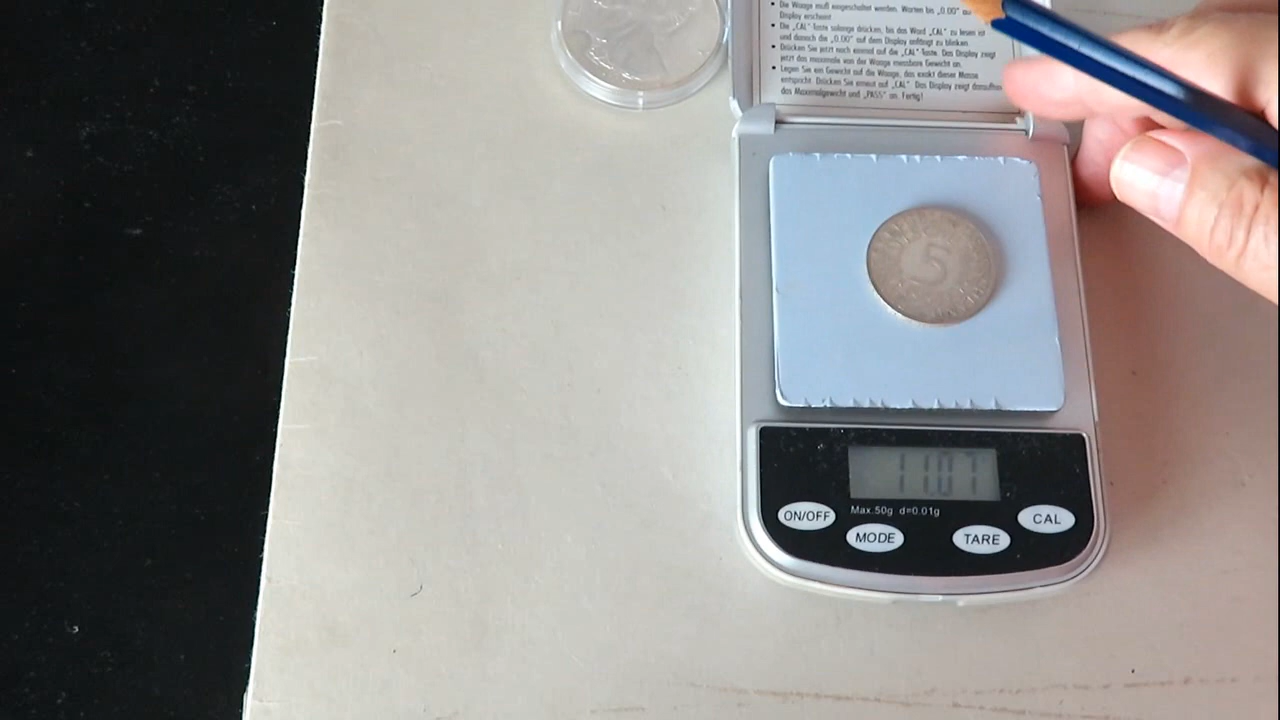 Die Waage muß eingeschaltet werden. Warten bis „0.00“
Display erscheint
Die „CAL“-Taste solange drücken, bis das Word „CAL“ zu lesen ist
und danach die „0.00“ auf dem Display anfängt zu blinken.
Drücken Sie jetzt noch einmal auf die „CAL“-Taste. Das Display zeigt
jetzt das maximale von der Waage messbare Gewicht an.
Legen Sie ein Gewicht auf die Waage, das exakt dieser Masse
entspricht. Drücken Sie erneut auf „CAL“. Das Display zeigt daraufhin
das Maximalgewicht und „PASS“ an. Fertig!
5
11.07
Max.50g d=0.01g
ON/OFF
MODE
TARE
CAL